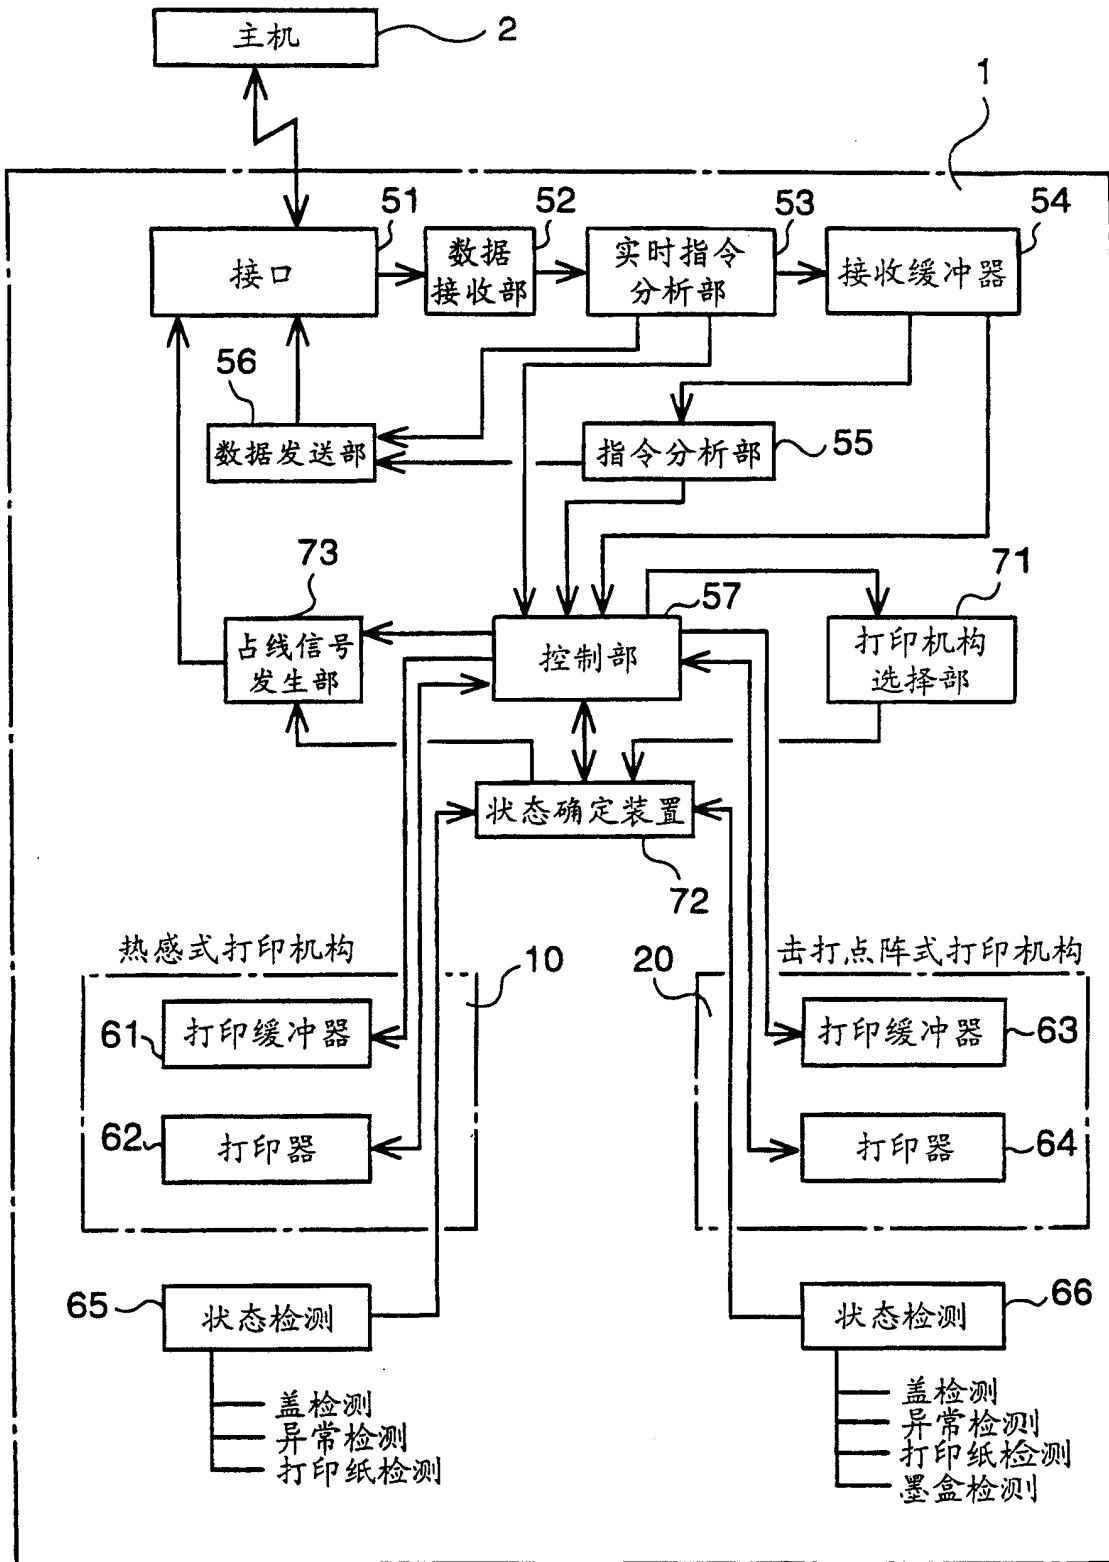 主机
2
1
51
52
53
54
接口
数据
接收部
实时指令
分析部
接收缓冲器
56
数据发送部
指令分析部
55
73
57
71
占线信号
发生部
控制部
打印机构
选择部
状态确定装置
72
热感式打印机构
10
20
击打点阵式打印机构
61
打印缓冲器
打印缓冲器
63
62
打印器
打印器
64
65
状态检测
状态检测
66
盖检测
异常检测
打印纸检测
盖检测
异常检测
打印纸检测
墨盒检测